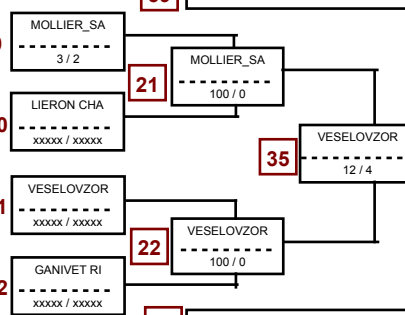 MOLLIER_SA
3 / 2
LIERON CHA
xxxxx / xxxxx
21
MOLLIER_SA
100 / 0
VESELOVZOR
xxxxx / xxxxx
GANIVET RI
xxxxx / xxxxx
22
VESELOVZOR
100 / 0
35
VESELOVZOR
12 / 4